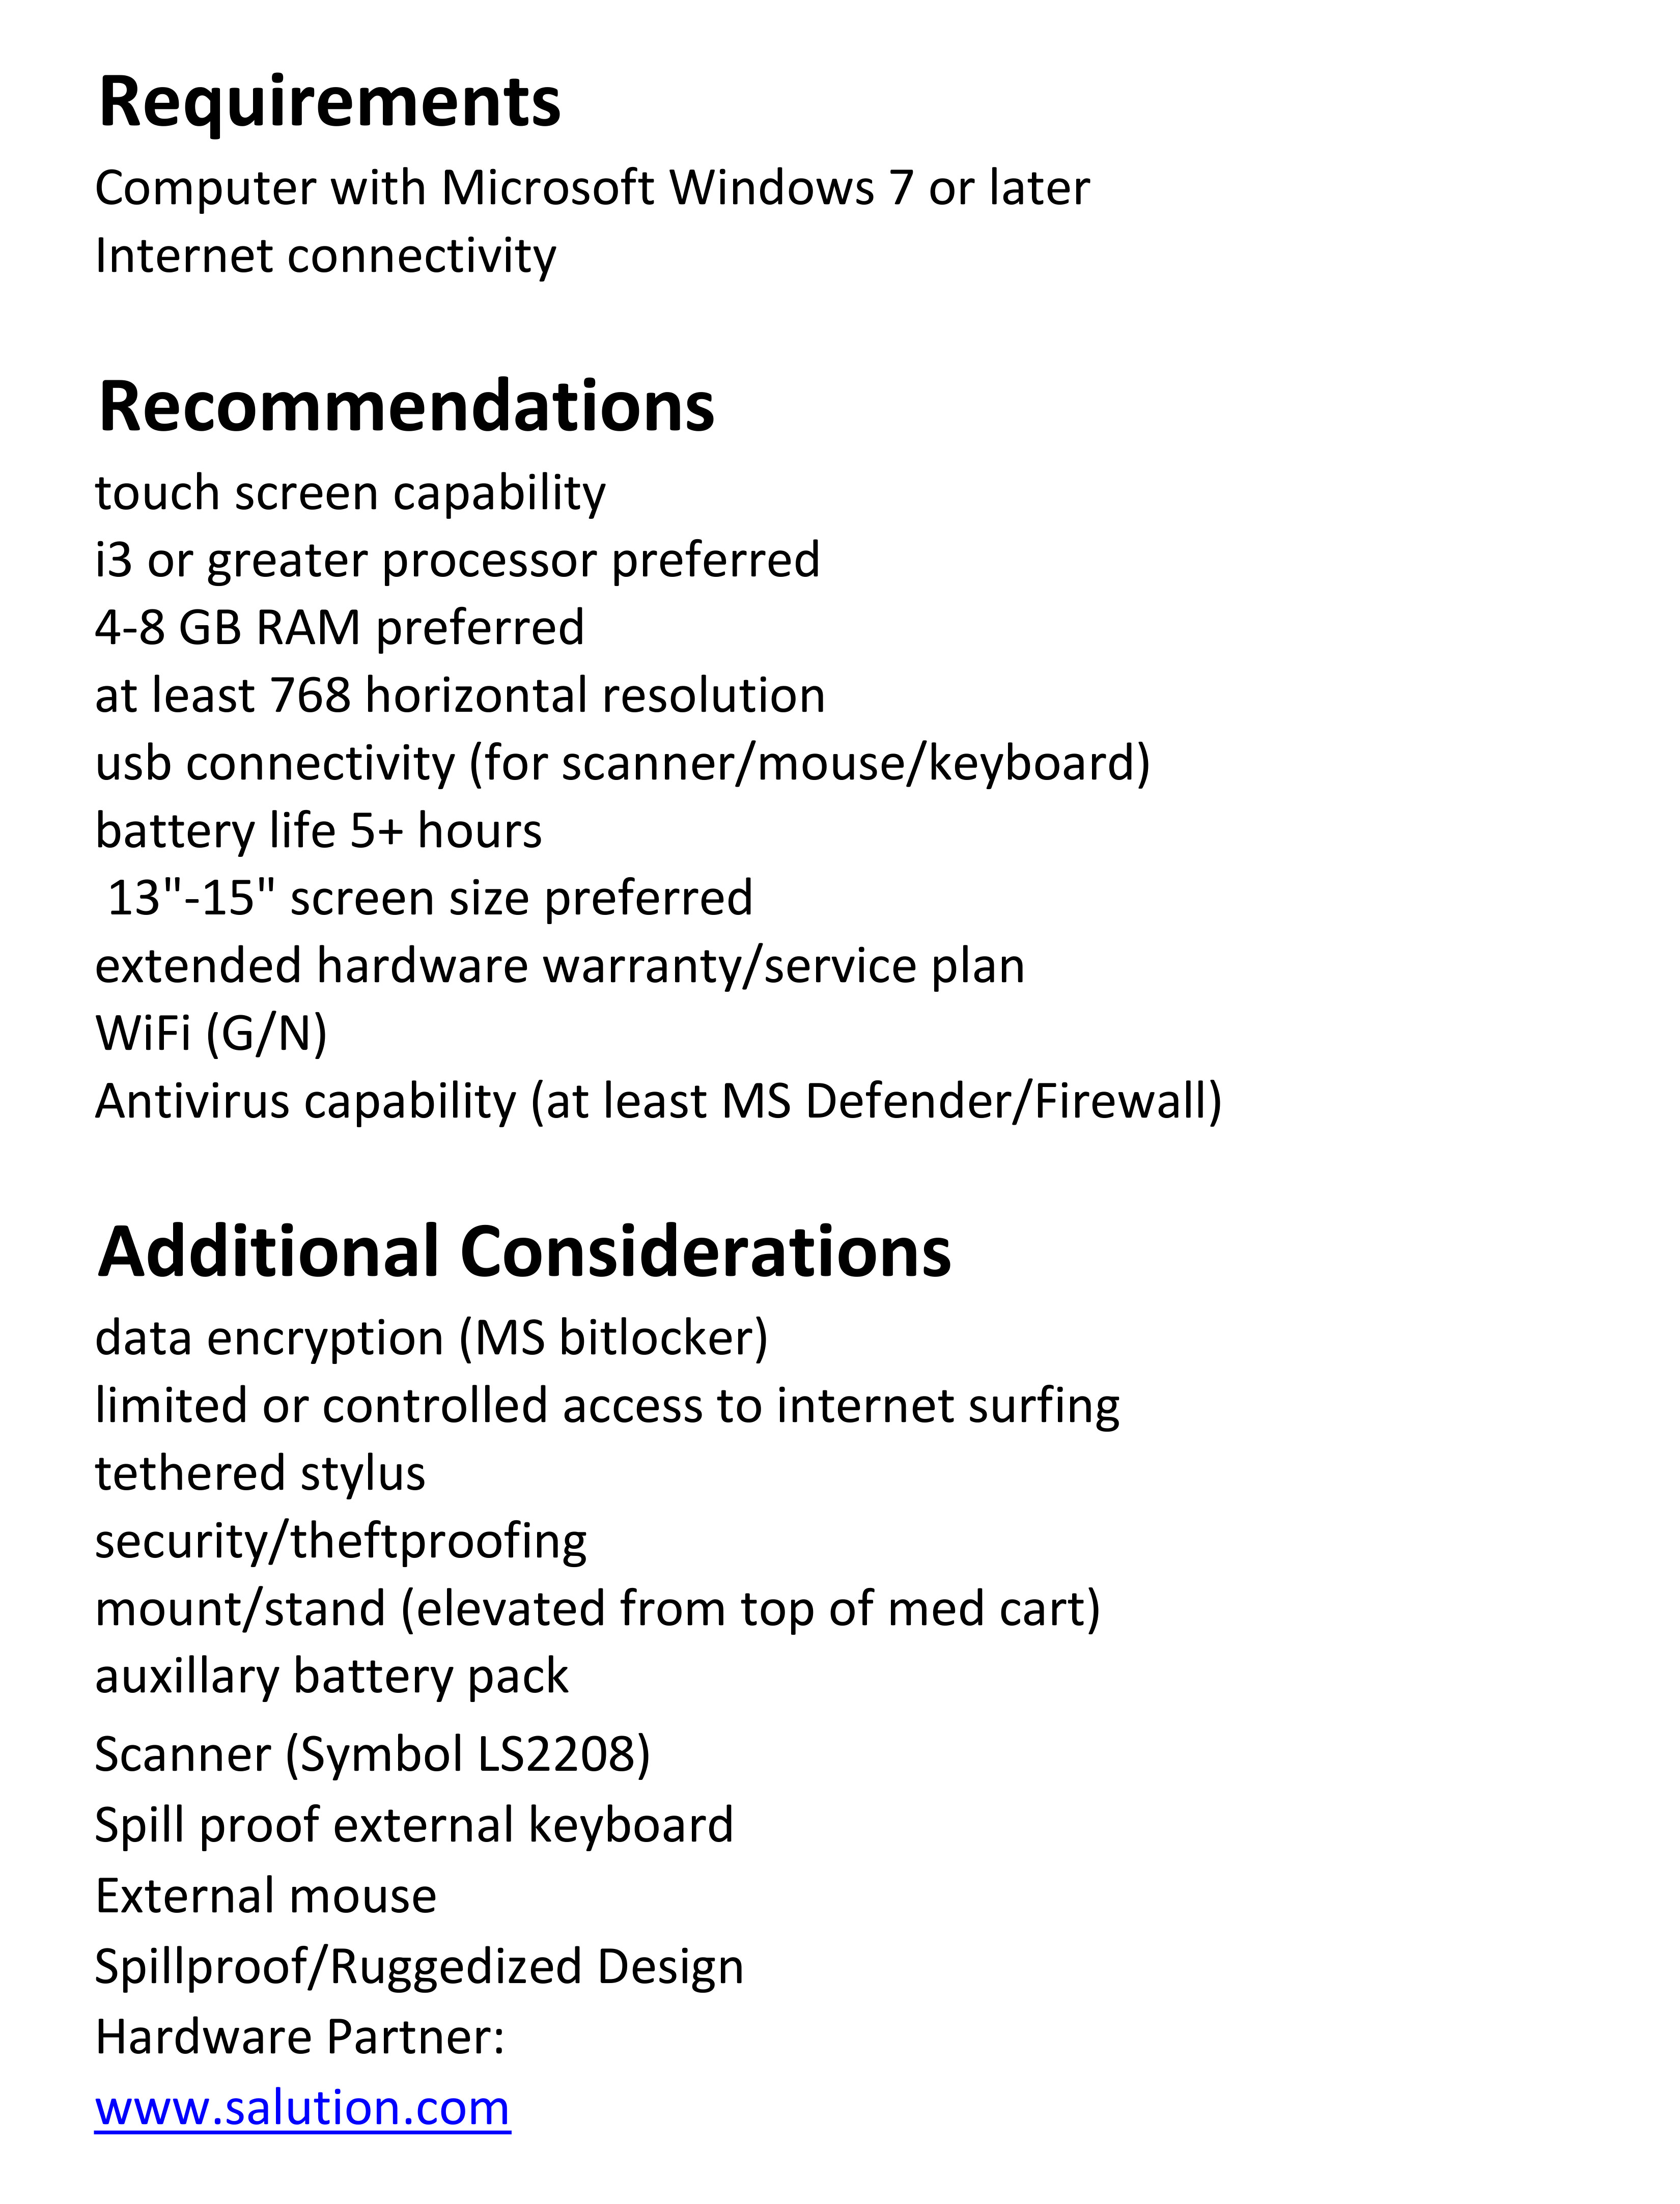 Requirements
Computer with Microsoft Windows 7 or later
Internet connectivity
Recommendations
touch screen capability
i3 or greater processor preferred
4-8 GB RAM preferred
at least 768 horizontal resolution
usb connectivity (for scanner/mouse/keyboard)
battery life 5+ hours
13"-15" screen size preferred
extended hardware warranty/service plan
WiFi (G/N)
Antivirus capability (at least MS Defender/Firewall)
Additional Considerations
data encryption (MS bitlocker)
limited or controlled access to internet surfing
tethered stylus
security/theftproofing
mount/stand (elevated from top of med cart)
auxillary battery pack
Scanner (Symbol LS2208)
Spill proof external keyboard
External mouse
Spillproof/Ruggedized Design
Hardware Partner:
www.salution.com